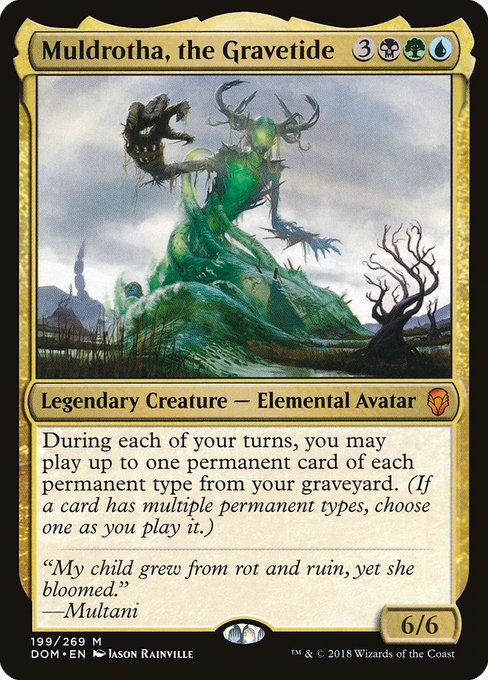 Muldrotha, the Gravetide 3
Legendary Creature — Elemental Avatar
During each of your turns, you may
play up to one permanent card of each
permanent type from your graveyard. (If
a card has multiple permanent types, choose
one as you play it.)
“My child grew from rot and ruin, yet she
bloomed.”
—Multani
6/6
199/269 M
DOM • EN Jason Rainville
™ & © 2018 Wizards of the Coast